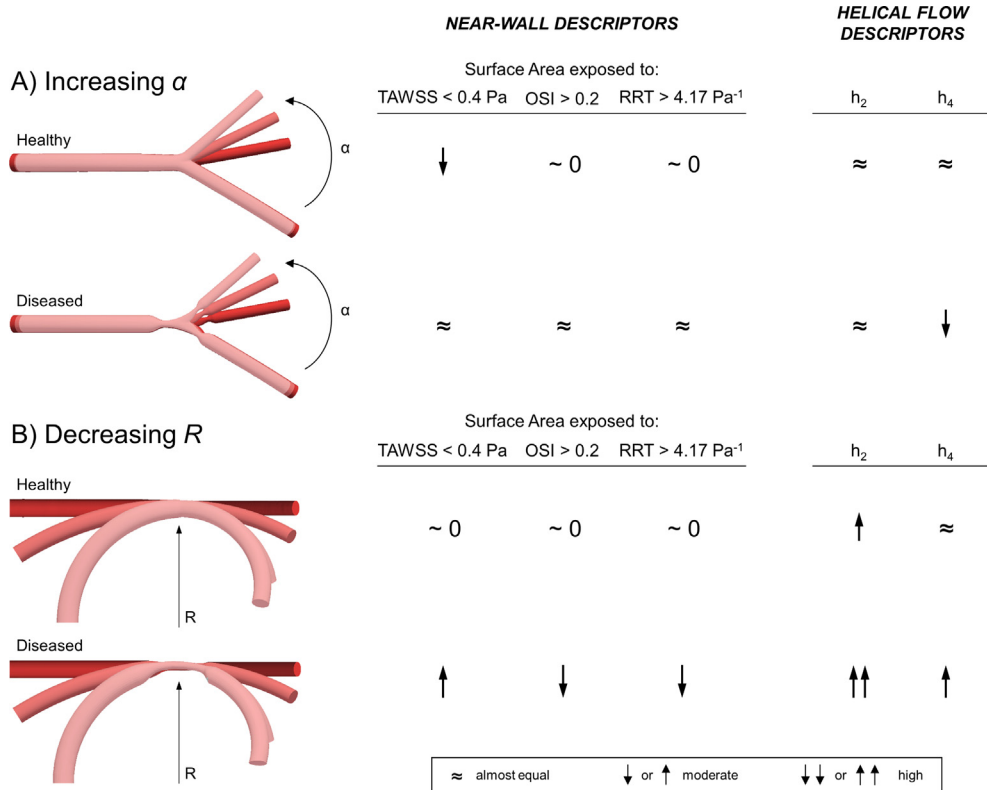 NEAR-WALL DESCRIPTORS
HELICAL FLOW
DESCRIPTORS
A) Increasing α
Surface Area exposed to:
TAWSS < 0.4 Pa OSI > 0.2 RRT > 4.17 Pa⁻¹ h₂ h₄
Healthy
α
↓ ~ 0 ~ 0 ≈ ≈
Diseased
α
≈ ≈ ≈ ≈ ↓
B) Decreasing R
Surface Area exposed to:
TAWSS < 0.4 Pa OSI > 0.2 RRT > 4.17 Pa⁻¹ h₂ h₄
Healthy
~ 0 ~ 0 ~ 0 ↑ ≈
R
Diseased
↑ ↓ ↓ ↑↑ ↑
R
≈ almost equal ↓ or ↑ moderate ↓↓ or ↑↑ high